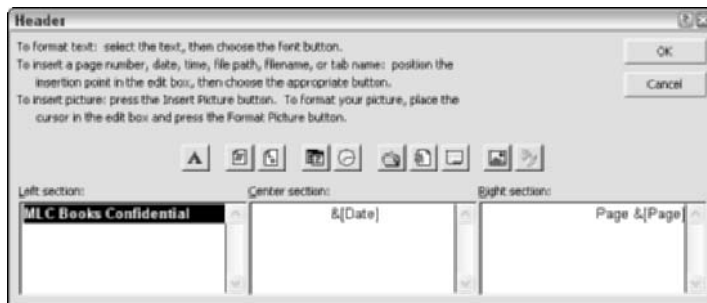 Header
To format text: select the text, then choose the font button.
To insert a page number, date, time, file path, filename, or tab name: position the
insertion point in the edit box, then choose the appropriate button.
To insert picture: press the Insert Picture button. To format your picture, place the
cursor in the edit box and press the Format Picture button.
OK
Cancel
A
Left section:
Center section:
Right section:
MLC Books Confidential
&[Date]
Page &[Page]